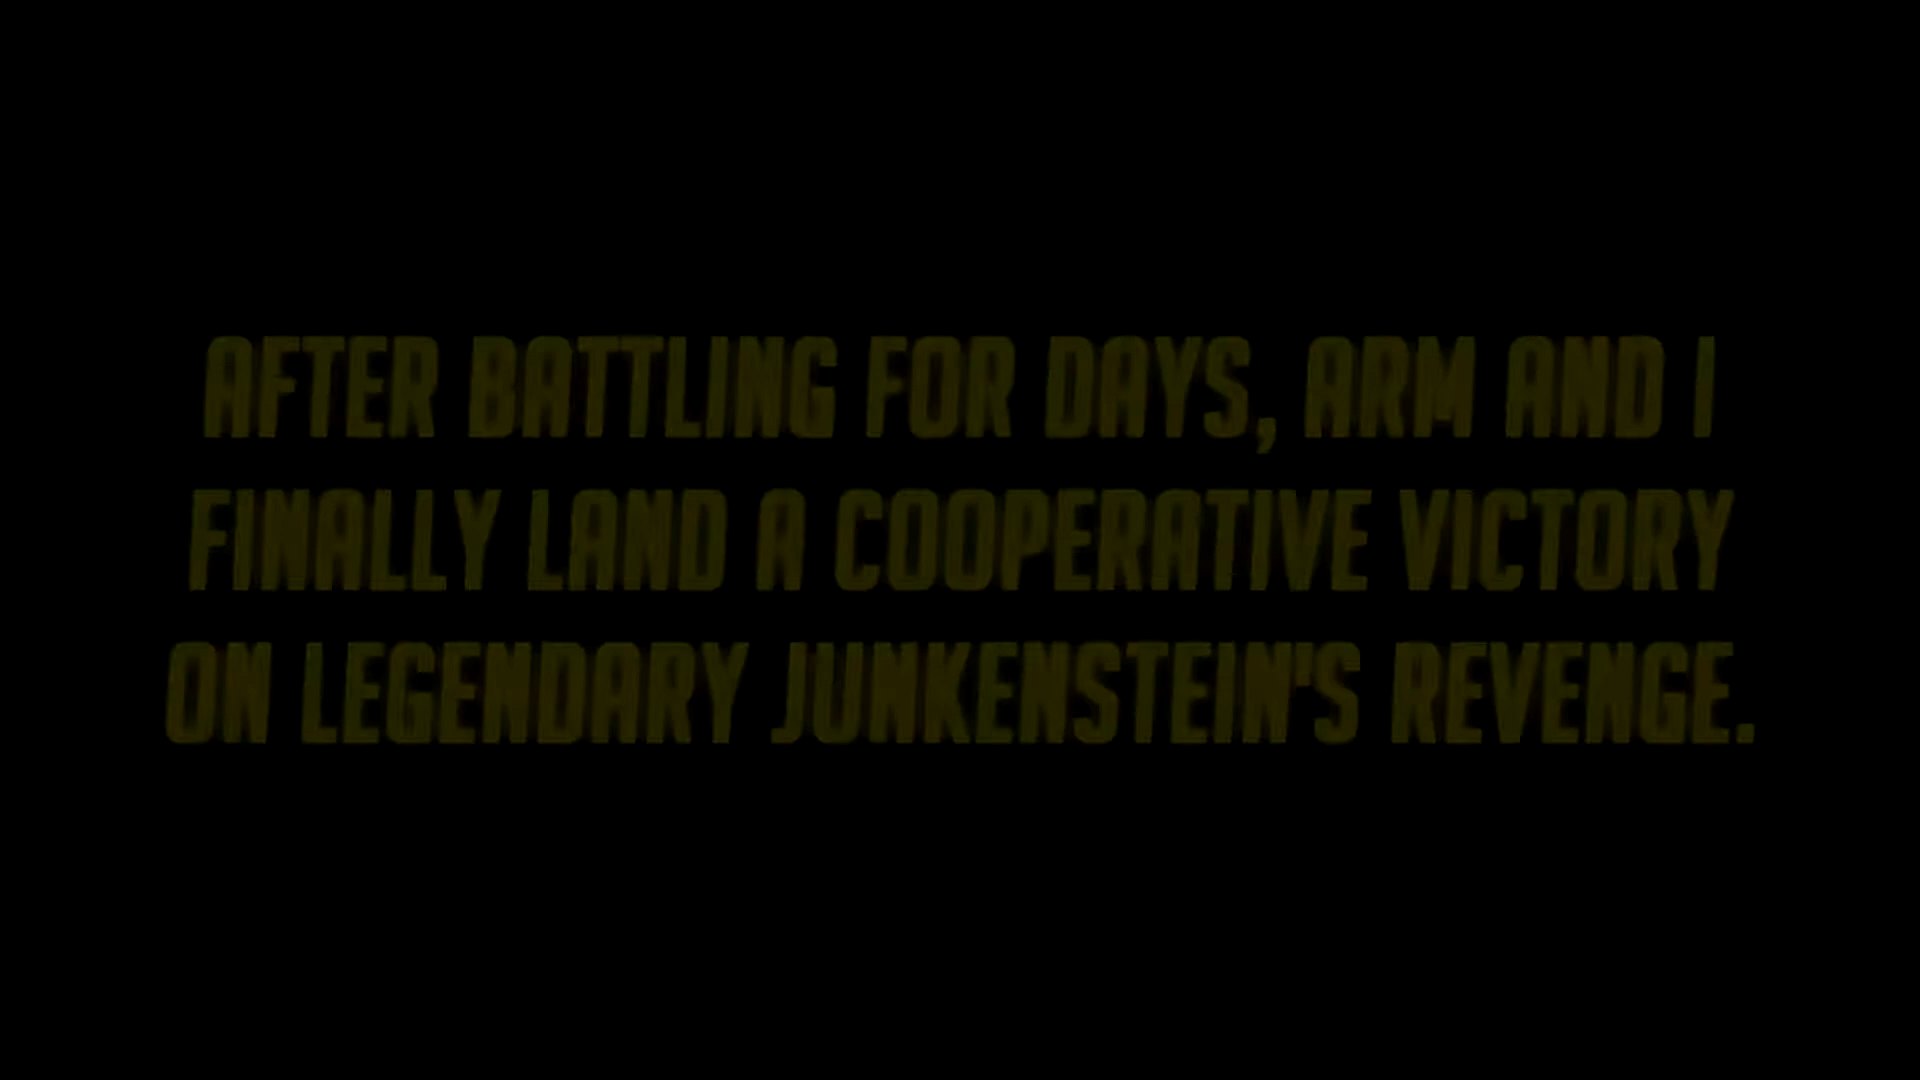 AFTER BATTLING FOR DAYS, ARM AND I
FINALLY LAND A COOPERATIVE VICTORY
ON LEGENDARY JUNKENSTEIN'S REVENGE.